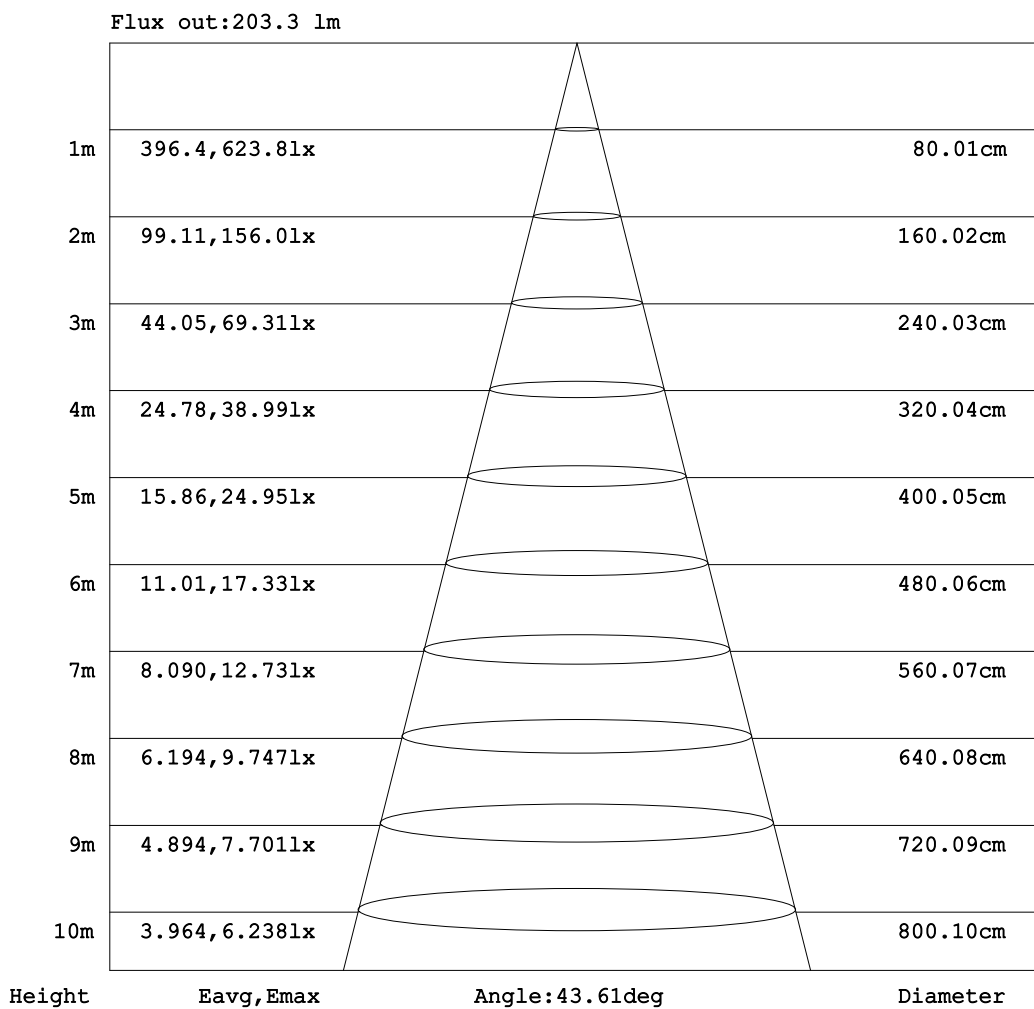 Flux out:203.3 lm
1m 396.4,623.8lx 80.01cm
2m 99.11,156.0lx 160.02cm
3m 44.05,69.31lx 240.03cm
4m 24.78,38.99lx 320.04cm
5m 15.86,24.95lx 400.05cm
6m 11.01,17.33lx 480.06cm
7m 8.090,12.73lx 560.07cm
8m 6.194,9.747lx 640.08cm
9m 4.894,7.701lx 720.09cm
10m 3.964,6.238lx 800.10cm
Height Eavg,Emax Angle:43.61deg Diameter